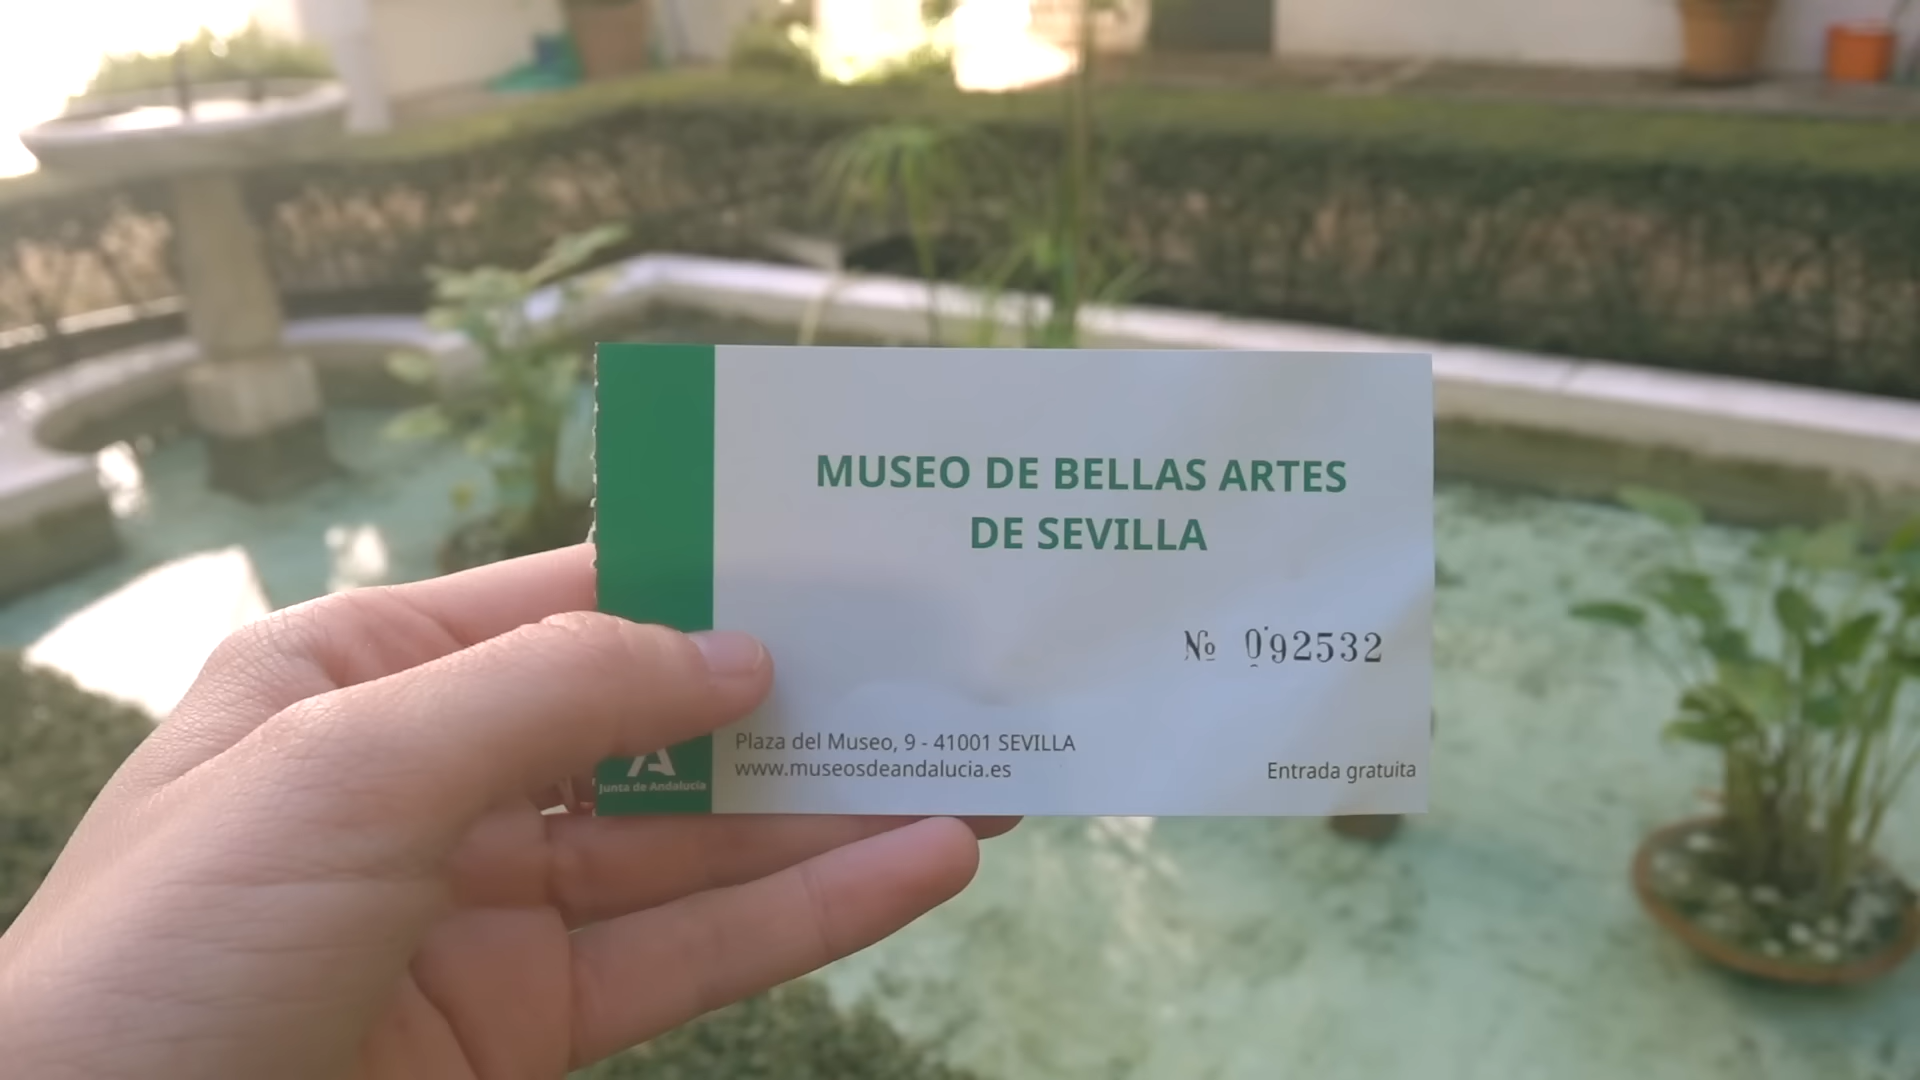 MUSEO DE BELLAS ARTES
DE SEVILLA
№ 092532
Plaza del Museo, 9 - 41001 SEVILLA
www.museosdeandalucia.es
Entrada gratuita
Junta de Andalucía